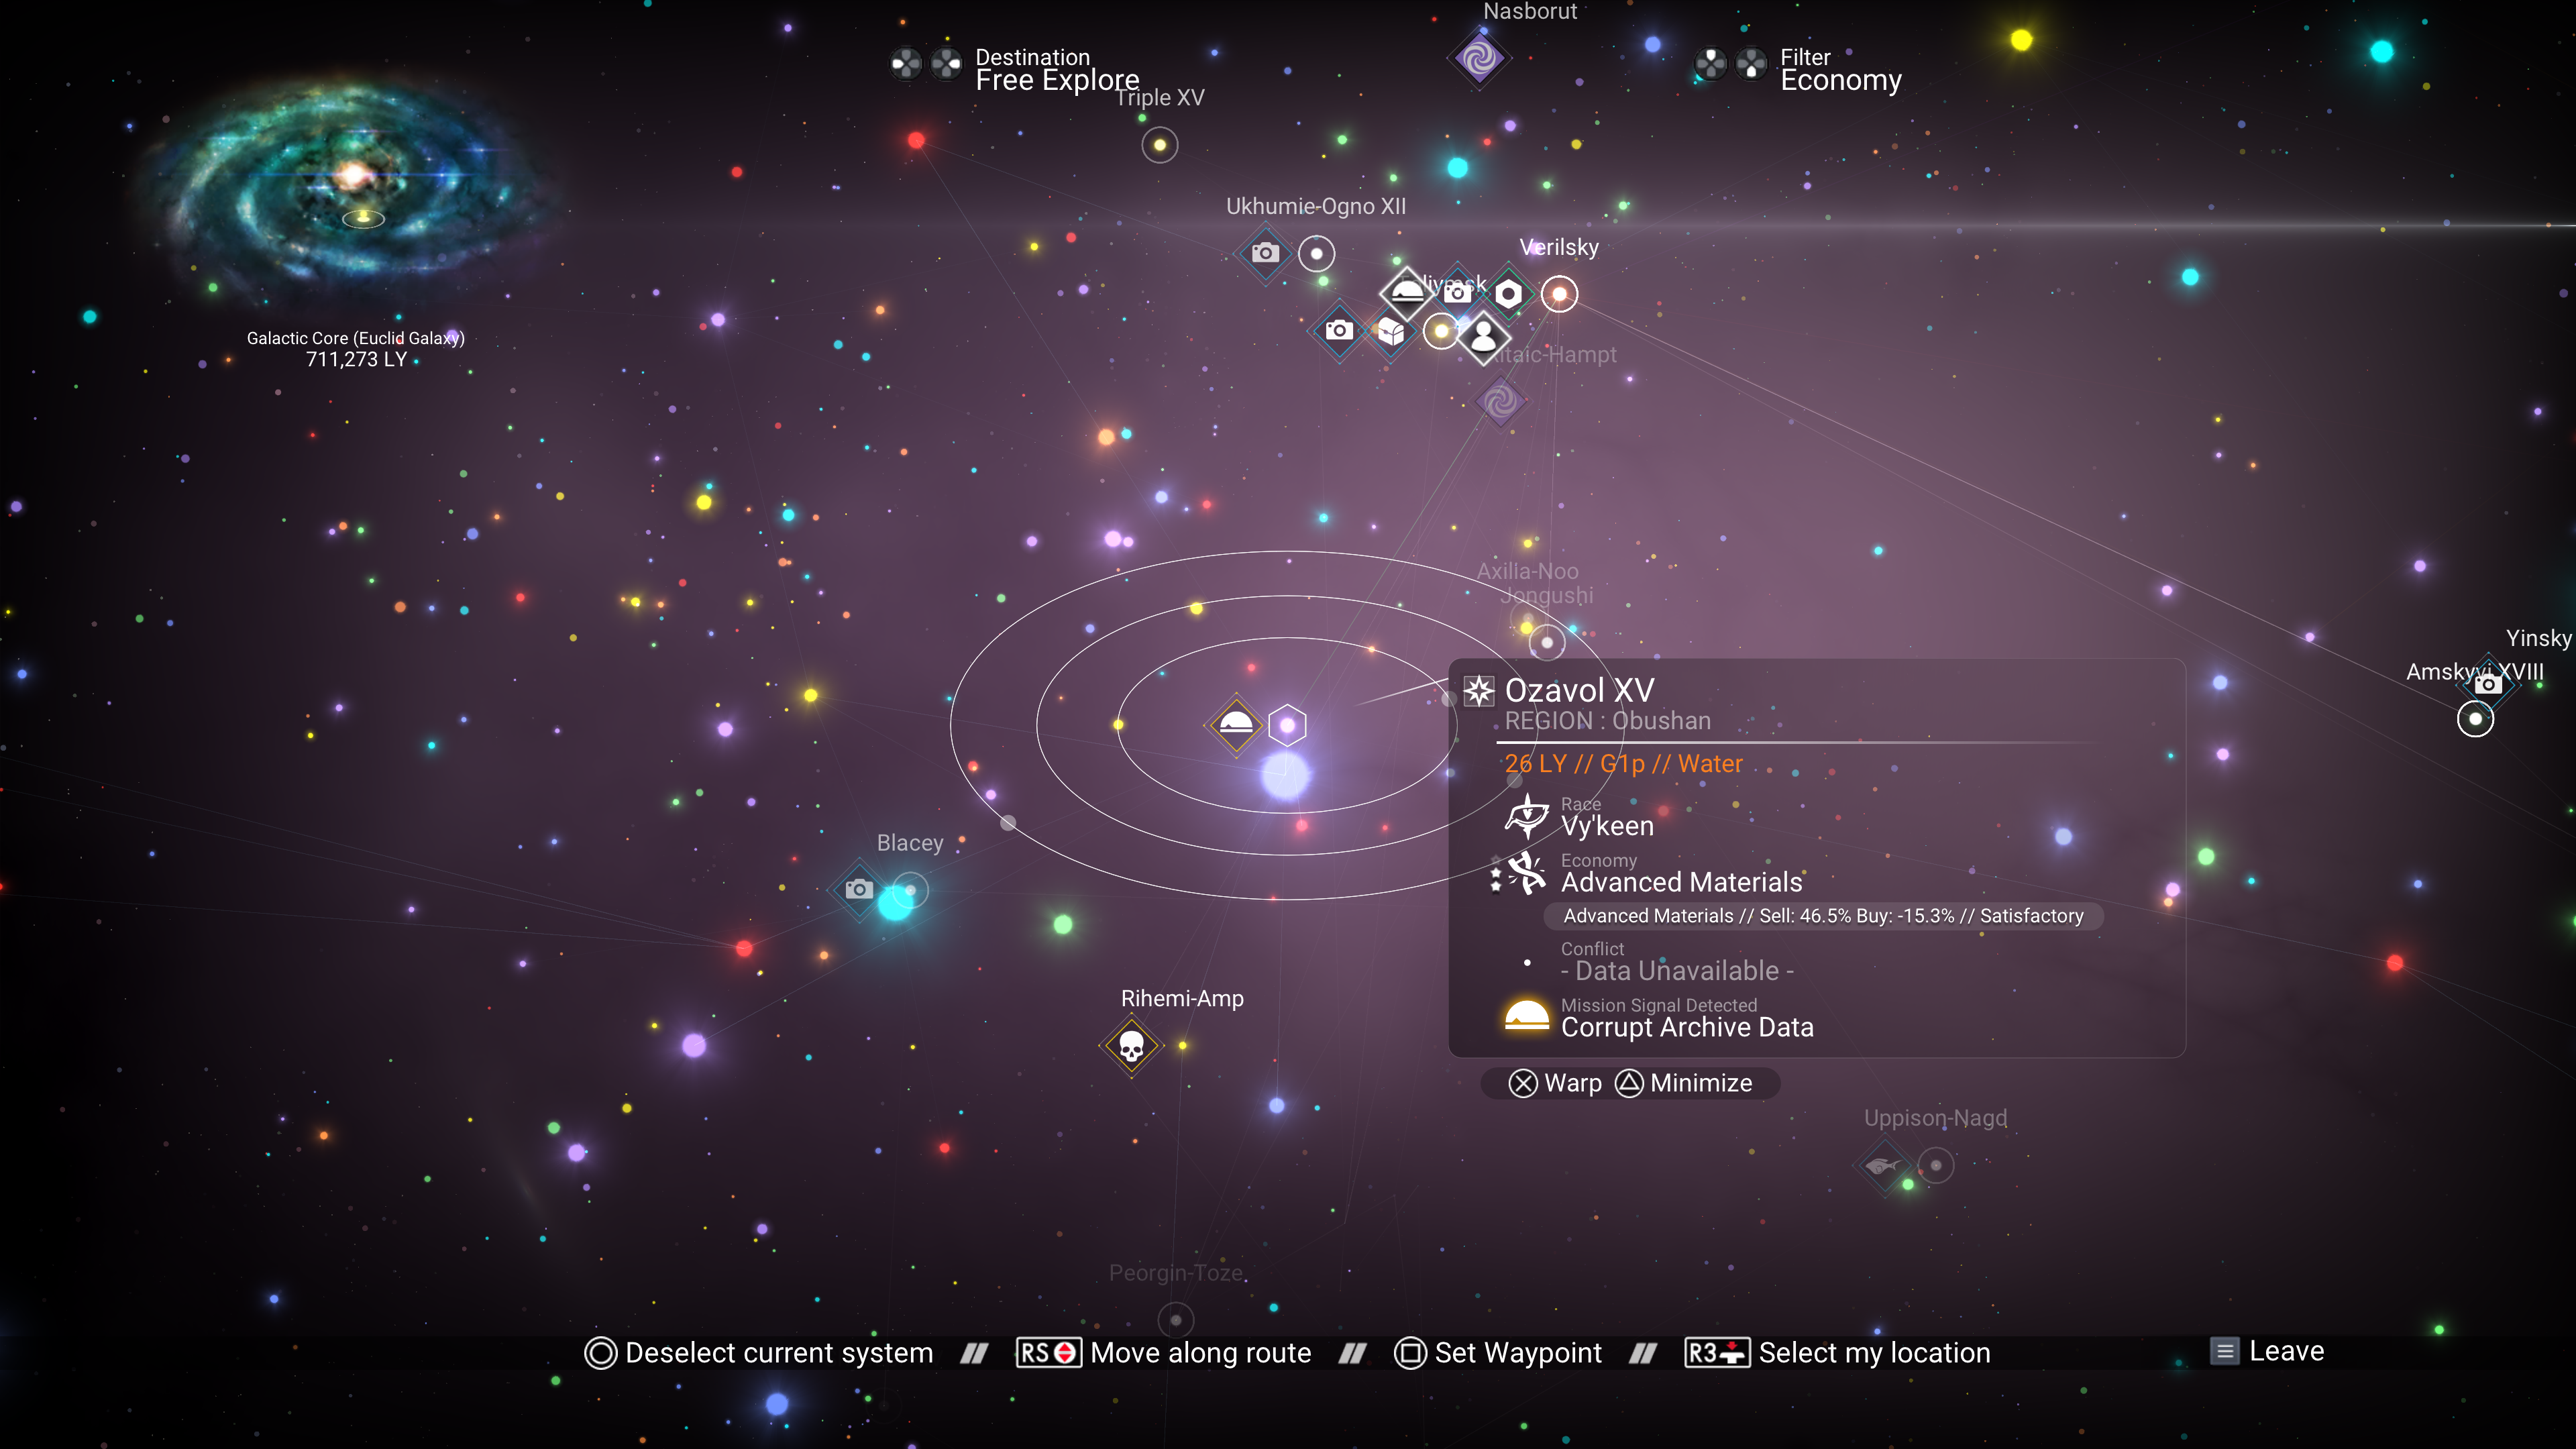 Nasborut
Destination
Free Explore
Filter
Economy
Triple XV
Ukhumie-Ogno XII
Verilsky
Galactic Core (Euclid Galaxy)
711,273 LY
Axilla-Noo
Jongushi
Yinsky
Amskyvi XVIII
Ozavol XV
REGION : Obushan
26 LY // G1p // Water
Race
Vy'keen
Economy
Advanced Materials
Advanced Materials // Sell: 46.5% Buy: -15.3% // Satisfactory
Conflict
- Data Unavailable -
Mission Signal Detected
Corrupt Archive Data
Warp Minimize
Blacey
Rihemi-Amp
Uppison-Nagd
Peorgin-Toze
Deselect current system // RS Move along route // Set Waypoint // R3 Select my location Leave